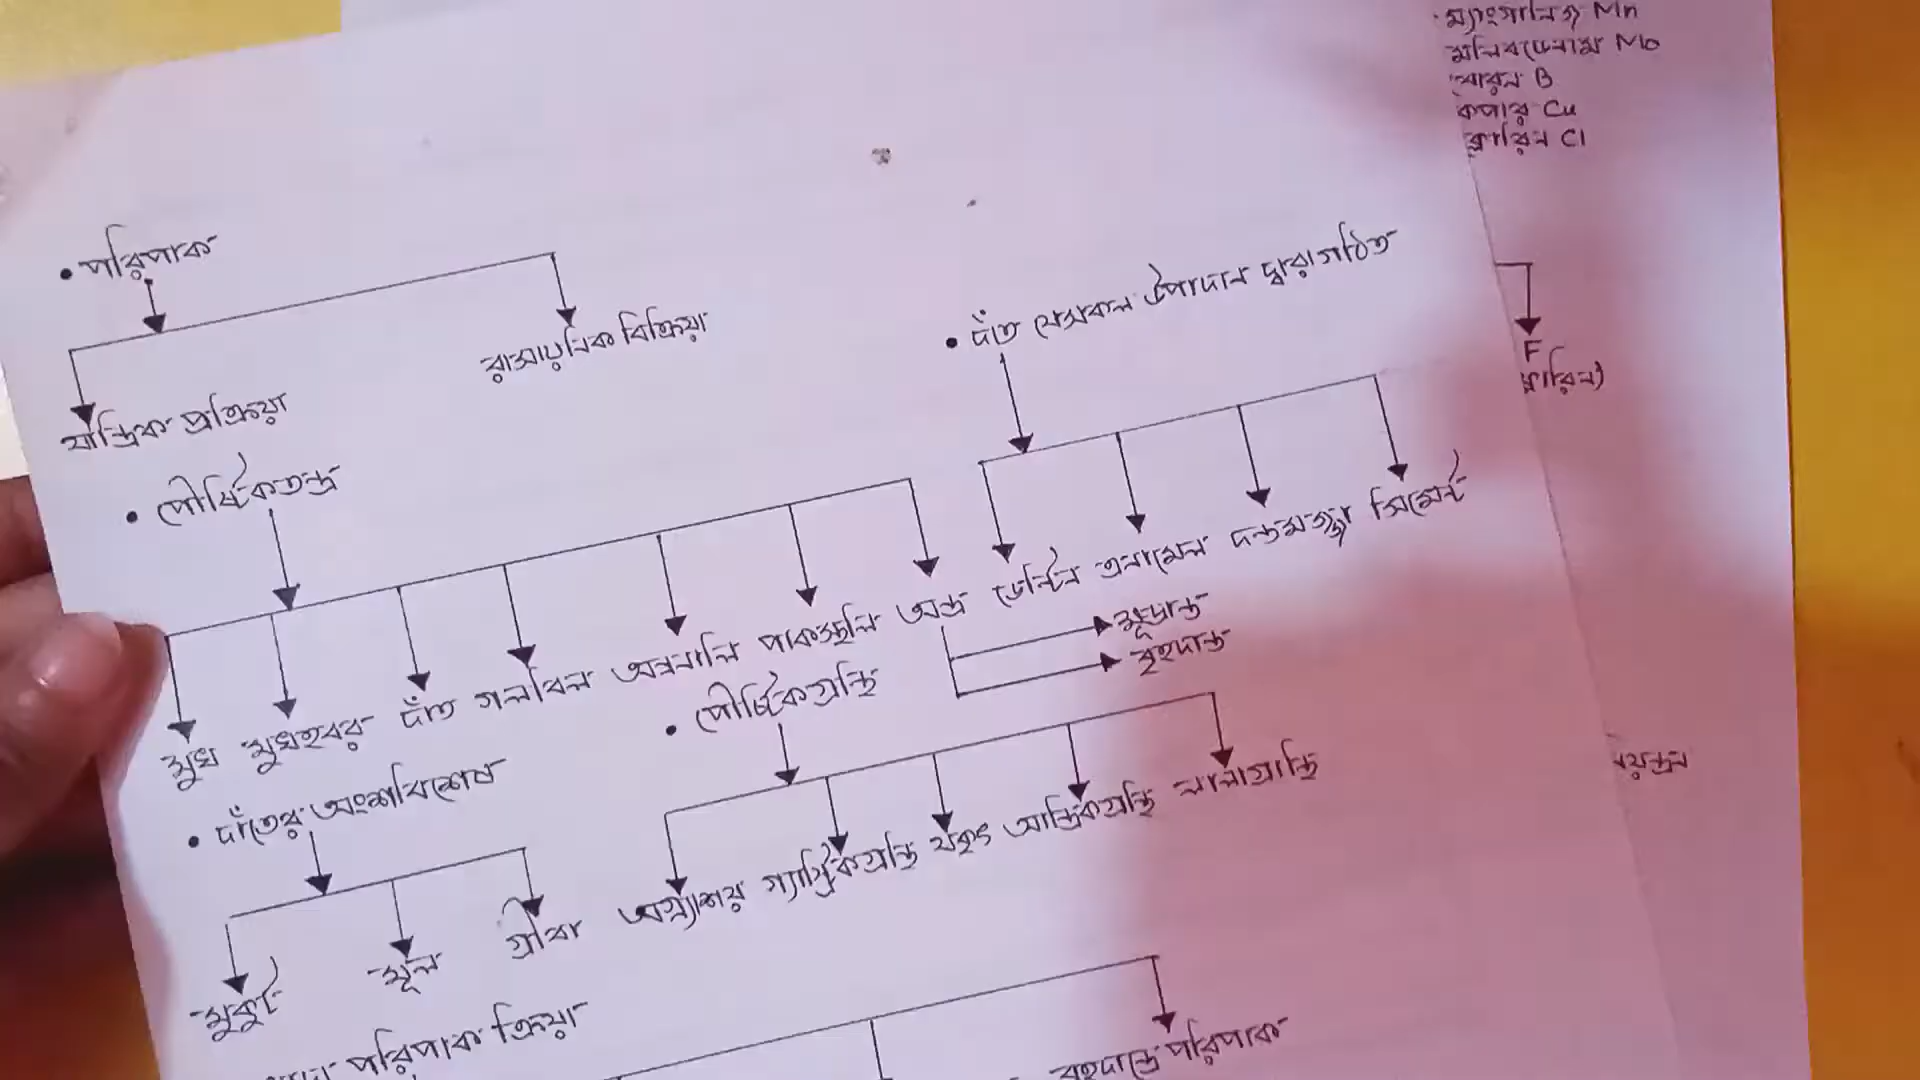 ম্যাংগানিজ Mn
মলিবডেনাম Mo
বোরন B
কপার Cu
ক্লোরিন Cl
• পরিপাক
যান্ত্রিক প্রক্রিয়া
রাসায়নিক বিক্রিয়া
• দাঁত যেসকল উপাদান দ্বারা গঠিত
ডেন্টিন এনামেল দন্তমজ্জা সিমেন্ট
F
• পৌষ্টিকতন্ত্র
মুখ মুখহবর দাঁত গলবিল অন্ননালি পাকস্থলি অন্ত্র
ক্ষুদ্রান্ত
বৃহদান্ত
• পৌষ্টিকগ্রন্থি
অগ্ন্যাশয় গ্যাস্ট্রিকগ্রন্থি যকৃৎ আন্ত্রিকগ্রন্থি লালাগ্রন্থি
• দাঁতের অংশবিশেষ
মুকুট মূল গ্রীবা
পরিপাক ক্রিয়া
বৃহদান্ত্রে পরিপাক